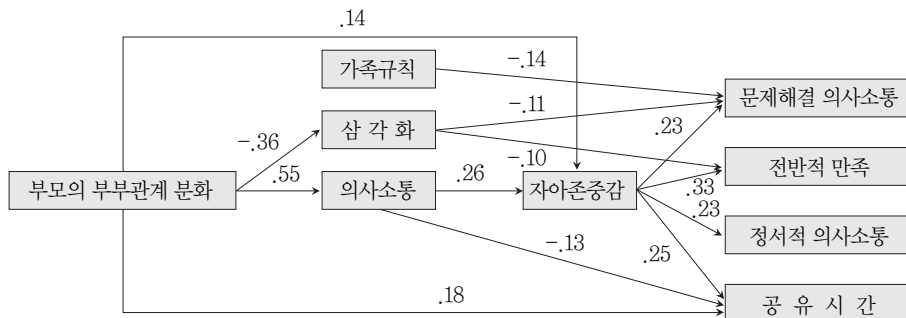 .14
가족규칙
-.14
문제해결 의사소통
-.11
삼 각 화
.23
-.36
-.10
전반적 만족
.55
.26
.33
부모의 부부관계 분화
의사소통
자아존중감
.23
정서적 의사소통
-.13
.25
.18
공 유 시 간